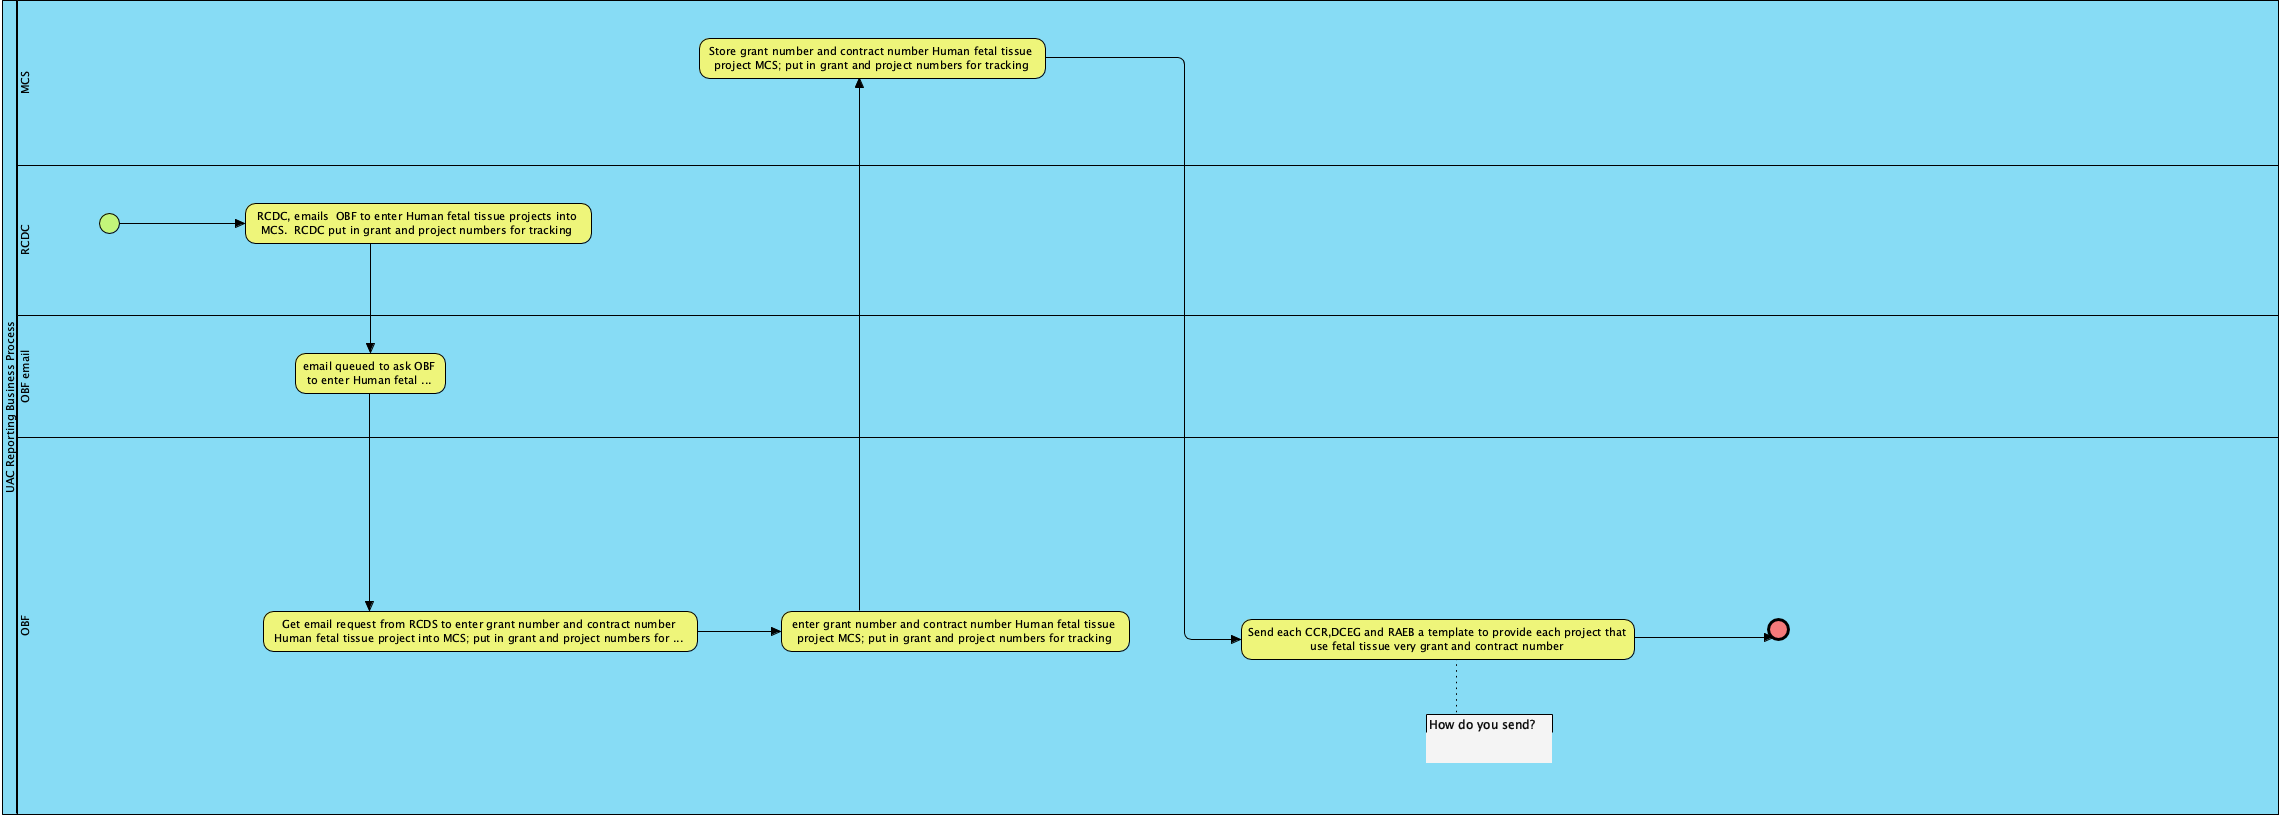 UAC Reporting Business Process
MCS
Store grant number and contract number Human fetal tissue
project MCS; put in grant and project numbers for tracking
RCDC
RCDC, emails  OBF to enter Human fetal tissue projects into
MCS.  RCDC put in grant and project numbers for tracking
OBF email
email queued to ask OBF
to enter Human fetal ...
OBF
Get email request from RCDS to enter grant number and contract number
Human fetal tissue project into MCS; put in grant and project numbers for ...
enter grant number and contract number Human fetal tissue
project MCS; put in grant and project numbers for tracking
Send each CCR,DCEG and RAEB a template to provide each project that
use fetal tissue very grant and contract number
How do you send?